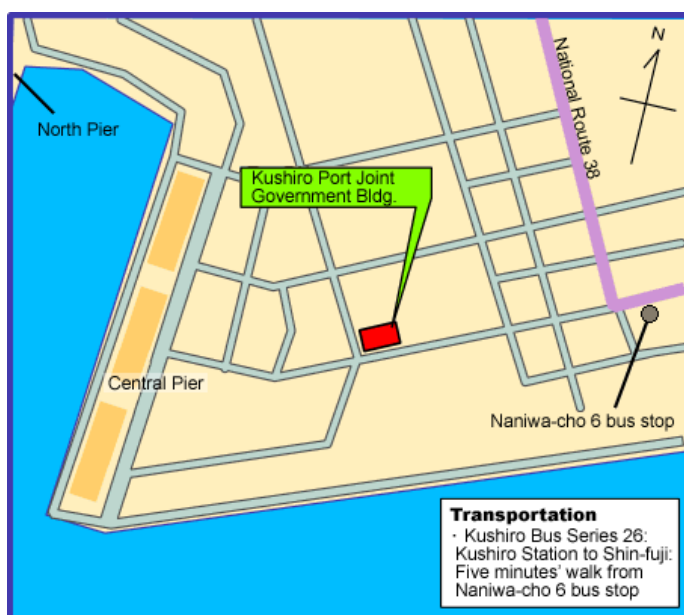 N
National Route 38
North Pier
Kushiro Port Joint
Government Bldg.
Central Pier
Naniwa-cho 6 bus stop
Transportation
· Kushiro Bus Series 26:
Kushiro Station to Shin-fuji:
Five minutes' walk from
Naniwa-cho 6 bus stop